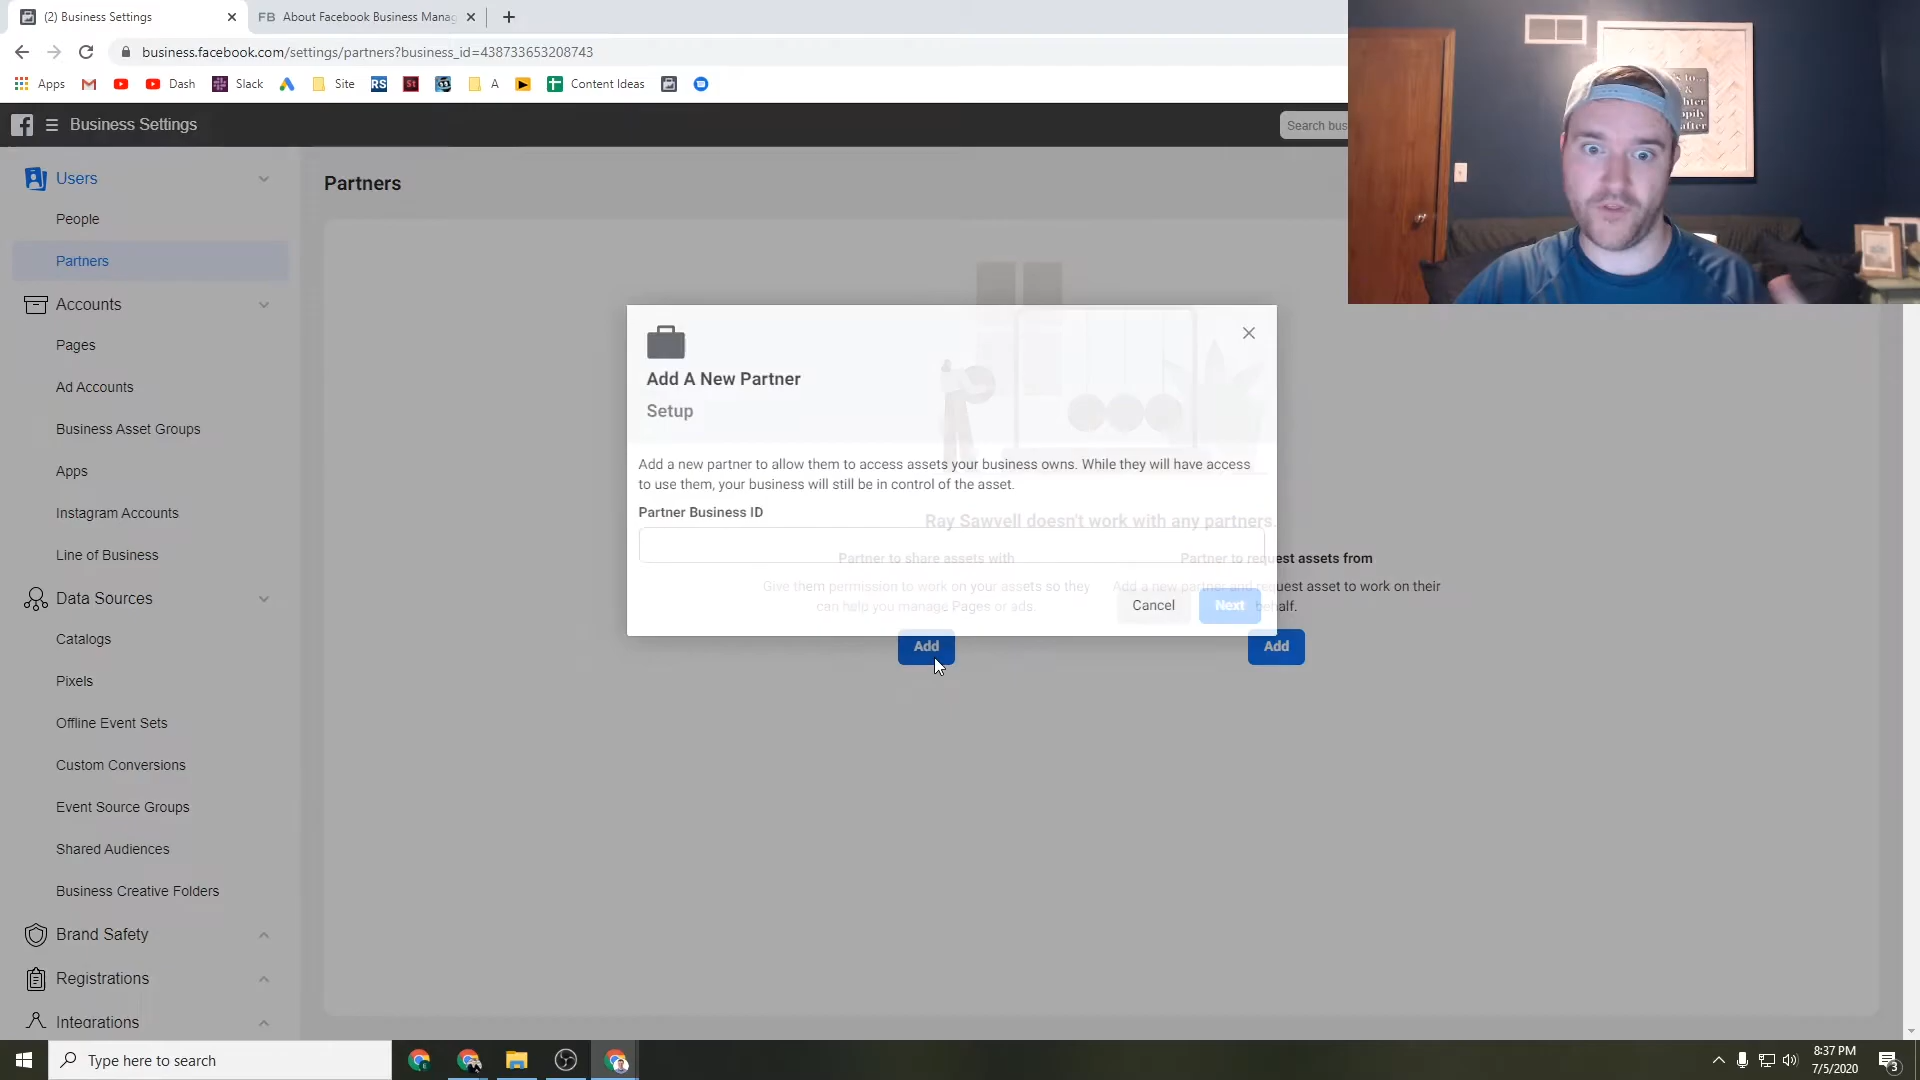 (2) Business Settings
FB About Facebook Business Manag
business.facebook.com/settings/partners?business_id=438733653208743
Apps
Dash
Slack
Site
RS
St
A
Content Ideas
Business Settings
Search bus
Users
People
Partners
Accounts
Pages
Ad Accounts
Business Asset Groups
Apps
Instagram Accounts
Line of Business
Data Sources
Catalogs
Pixels
Offline Event Sets
Custom Conversions
Event Source Groups
Shared Audiences
Business Creative Folders
Brand Safety
Registrations
Integrations
Partners
Add A New Partner
Setup
Add a new partner to allow them to access assets your business owns. While they will have access
to use them, your business will still be in control of the asset.
Partner Business ID
Ray Sawvell doesn't work with any partners.
Partner to share assets with
Give them permission to work on your assets so they
can help you manage Pages or ads.
Add
Partner to request assets from
Add a new partner and request asset to work on their
behalf.
Add
Cancel
Next
Type here to search
8:37 PM
7/5/2020
3